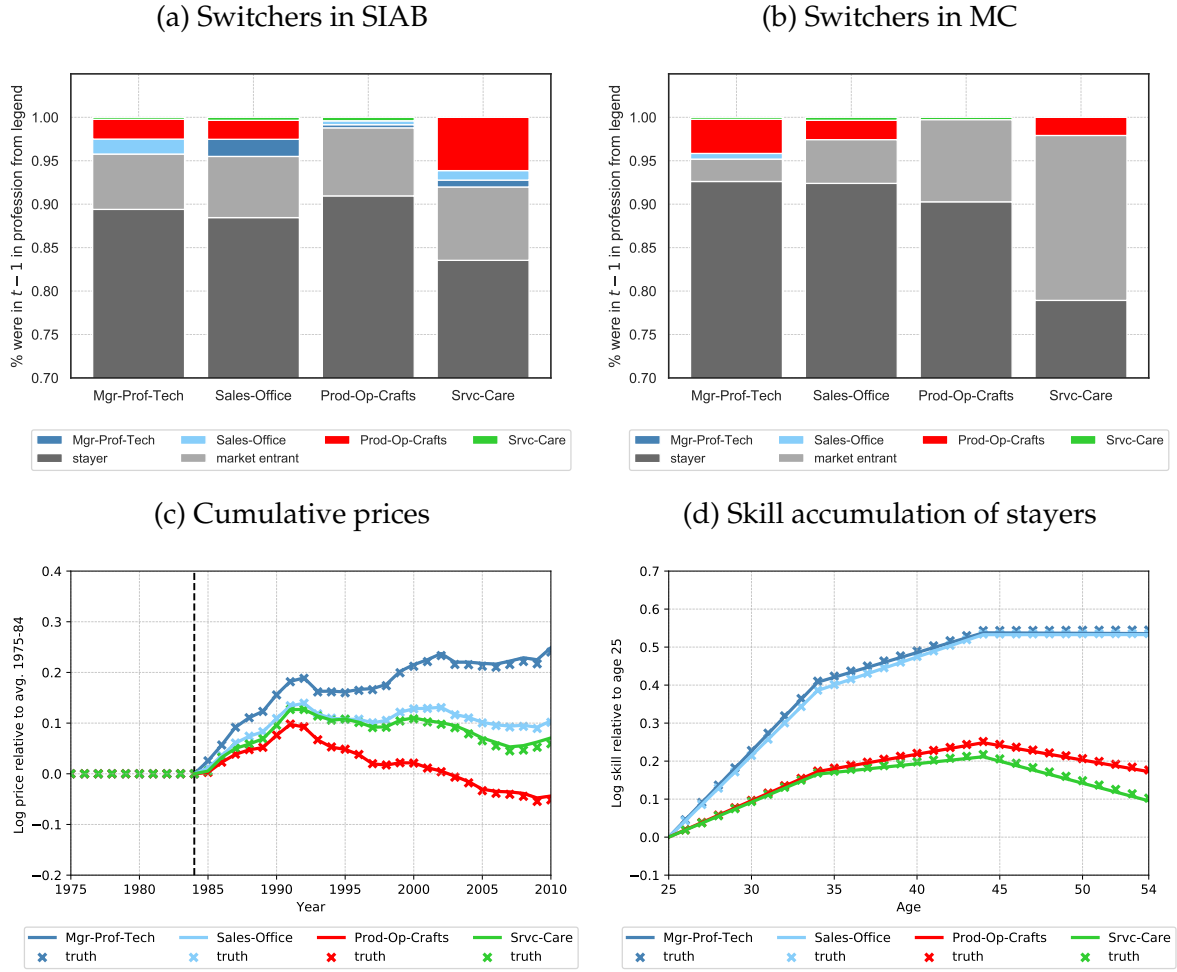 (a) Switchers in SIAB
% were in t − 1 in profession from legend
1.00
0.95
0.90
0.85
0.80
0.75
0.70
Mgr-Prof-Tech Sales-Office Prod-Op-Crafts Srvc-Care
Mgr-Prof-Tech Sales-Office Prod-Op-Crafts Srvc-Care
stayer market entrant
(b) Switchers in MC
% were in t − 1 in profession from legend
1.00
0.95
0.90
0.85
0.80
0.75
0.70
Mgr-Prof-Tech Sales-Office Prod-Op-Crafts Srvc-Care
Mgr-Prof-Tech Sales-Office Prod-Op-Crafts Srvc-Care
stayer market entrant
(c) Cumulative prices
Log price relative to avg. 1975-84
0.4
0.3
0.2
0.1
0.0
−0.1
−0.2
1975 1980 1985 1990 1995 2000 2005 2010
Year
Mgr-Prof-Tech Sales-Office Prod-Op-Crafts Srvc-Care
truth truth truth truth
(d) Skill accumulation of stayers
Log skill relative to age 25
0.7
0.6
0.5
0.4
0.3
0.2
0.1
0.0
−0.1
25 30 35 40 45 50 54
Age
Mgr-Prof-Tech Sales-Office Prod-Op-Crafts Srvc-Care
truth truth truth truth